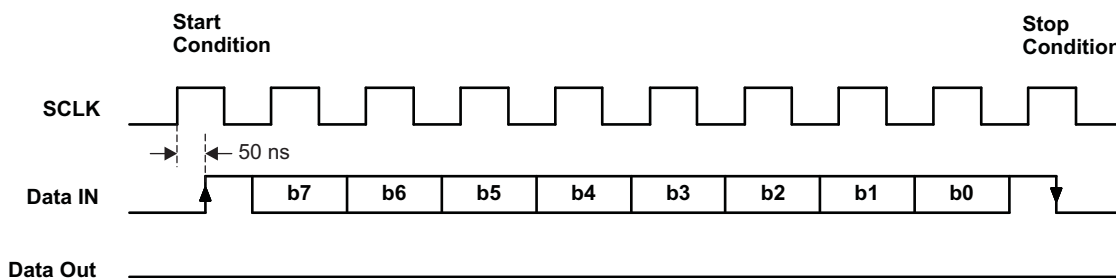 Start
Condition
Stop
Condition
SCLK
50 ns
Data IN
b7 b6 b5 b4 b3 b2 b1 b0
Data Out